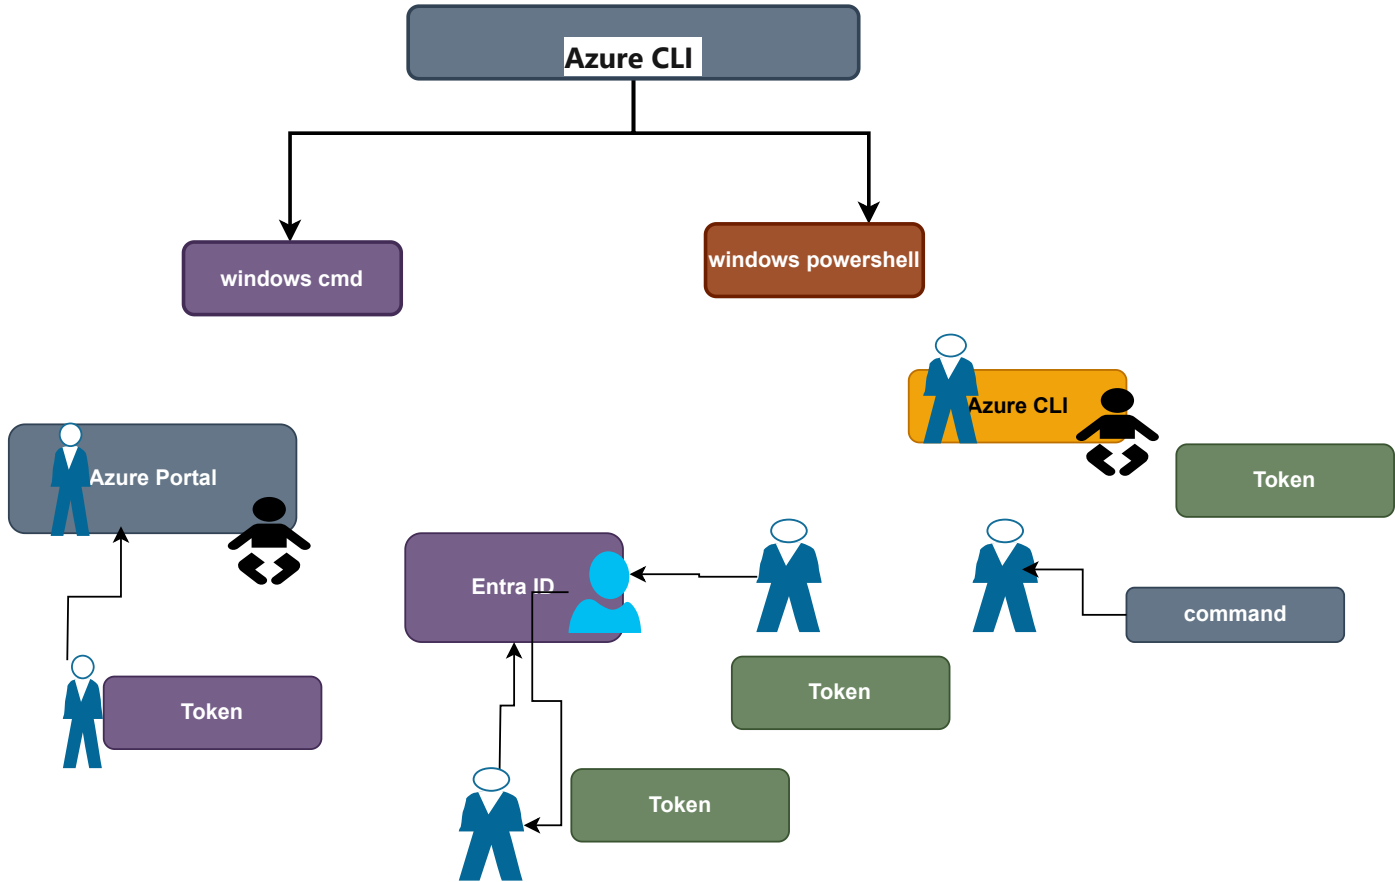 Azure CLI
windows cmd
windows powershell
Azure CLI
Azure Portal
Token
Entra ID
command
Token
Token
Token